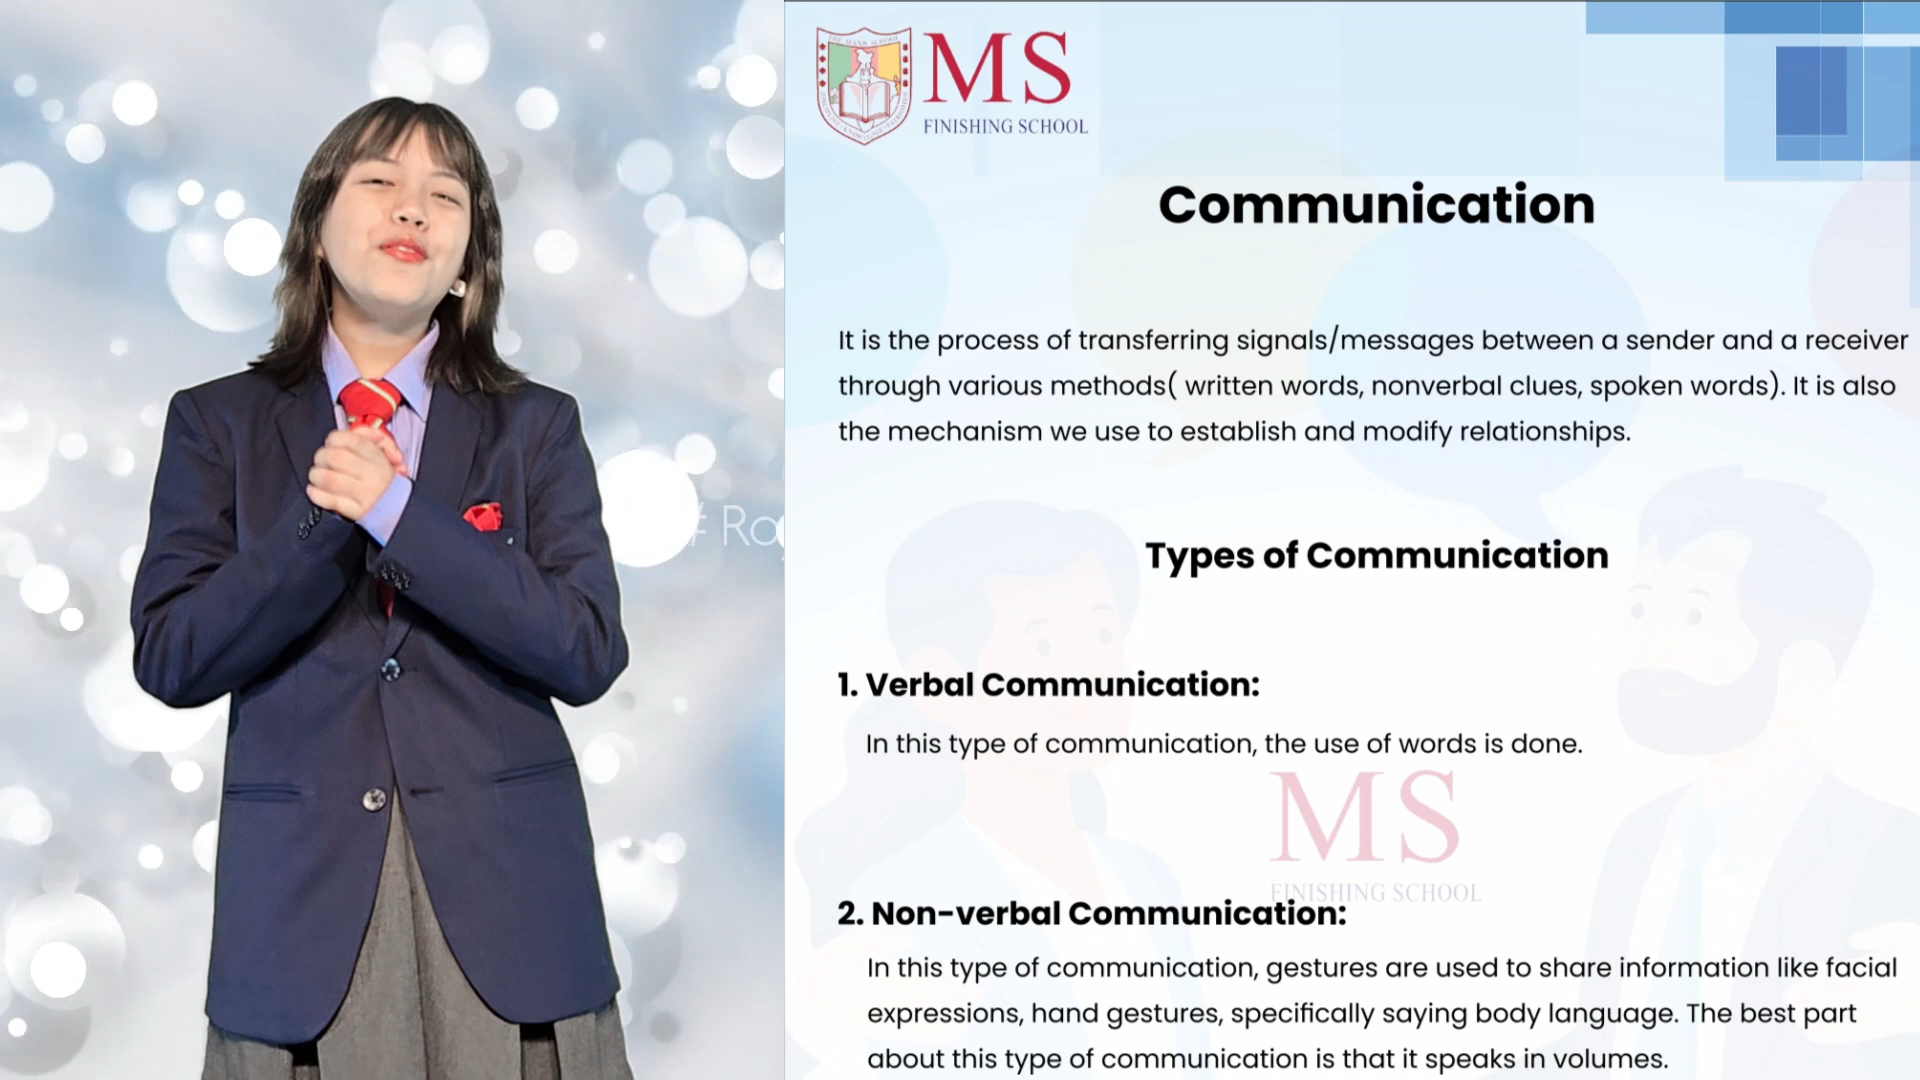 THE MANN SCHOOL
MS
FINISHING SCHOOL
Communication
It is the process of transferring signals/messages between a sender and a receiver
through various methods( written words, nonverbal clues, spoken words). It is also
the mechanism we use to establish and modify relationships.
# Ra
Types of Communication
1. Verbal Communication:
In this type of communication, the use of words is done.
MS
FINISHING SCHOOL
2. Non-verbal Communication:
In this type of communication, gestures are used to share information like facial
expressions, hand gestures, specifically saying body language. The best part
about this type of communication is that it speaks in volumes.